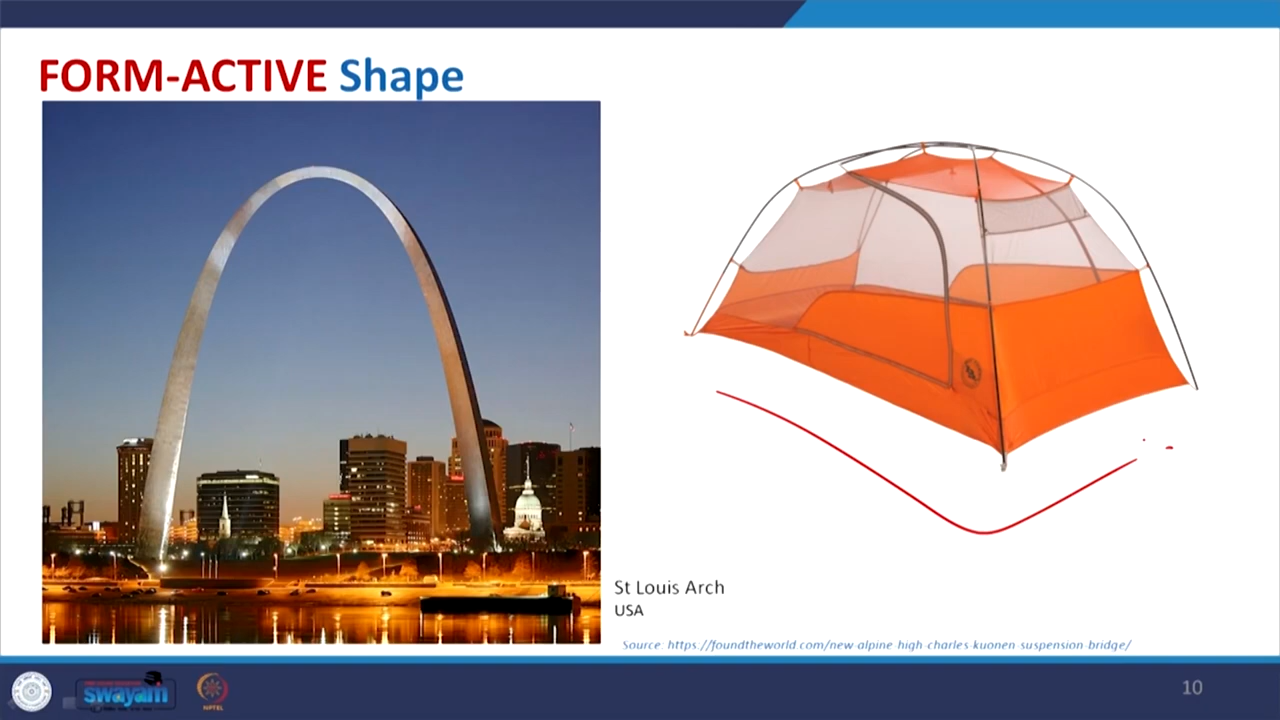 FORM-ACTIVE Shape
St Louis Arch
USA
Source: https://foundtheworld.com/new-alpine-high-charles-kuonen-suspension-bridge/
swayam
NPTEL
10